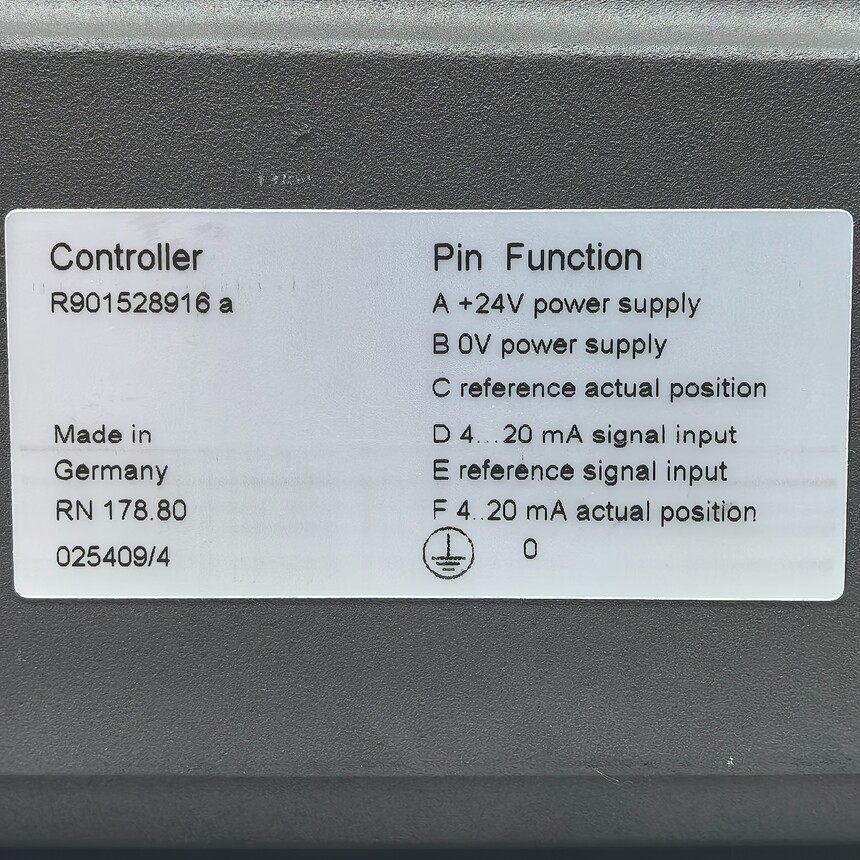 Controller
R901528916 a
Made in
Germany
RN 178.80
025409/4
Pin Function
A +24V power supply
B 0V power supply
C reference actual position
D 4...20 mA signal input
E reference signal input
F 4..20 mA actual position
0